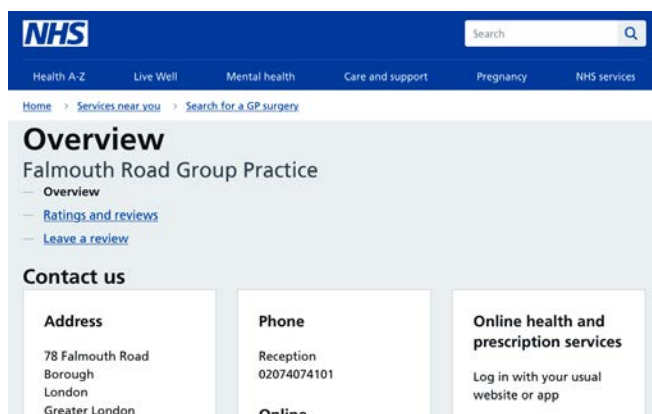 NHS
Search
Health A-Z Live Well Mental health Care and support Pregnancy NHS services
Home > Services near you > Search for a GP surgery
Overview
Falmouth Road Group Practice
— Overview
— Ratings and reviews
— Leave a review
Contact us
Address
78 Falmouth Road
Borough
London
Greater London
Phone
Reception
02074074101
Online
Online health and
prescription services
Log in with your usual
website or app